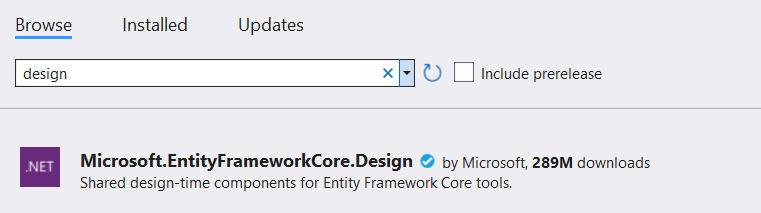 Browse Installed Updates
design
Include prerelease
.NET
Microsoft.EntityFrameworkCore.Design by Microsoft, 289M downloads
Shared design-time components for Entity Framework Core tools.